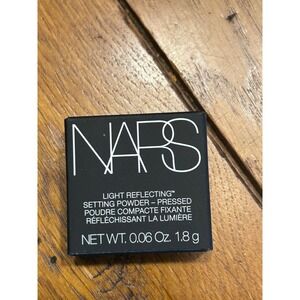 NARS
LIGHT REFLECTING™
SETTING POWDER – PRESSED
POUDRE COMPACTE FIXANTE
RÉFLÉCHISSANT LA LUMIÈRE
NET WT. 0.06 Oz. 1.8 g